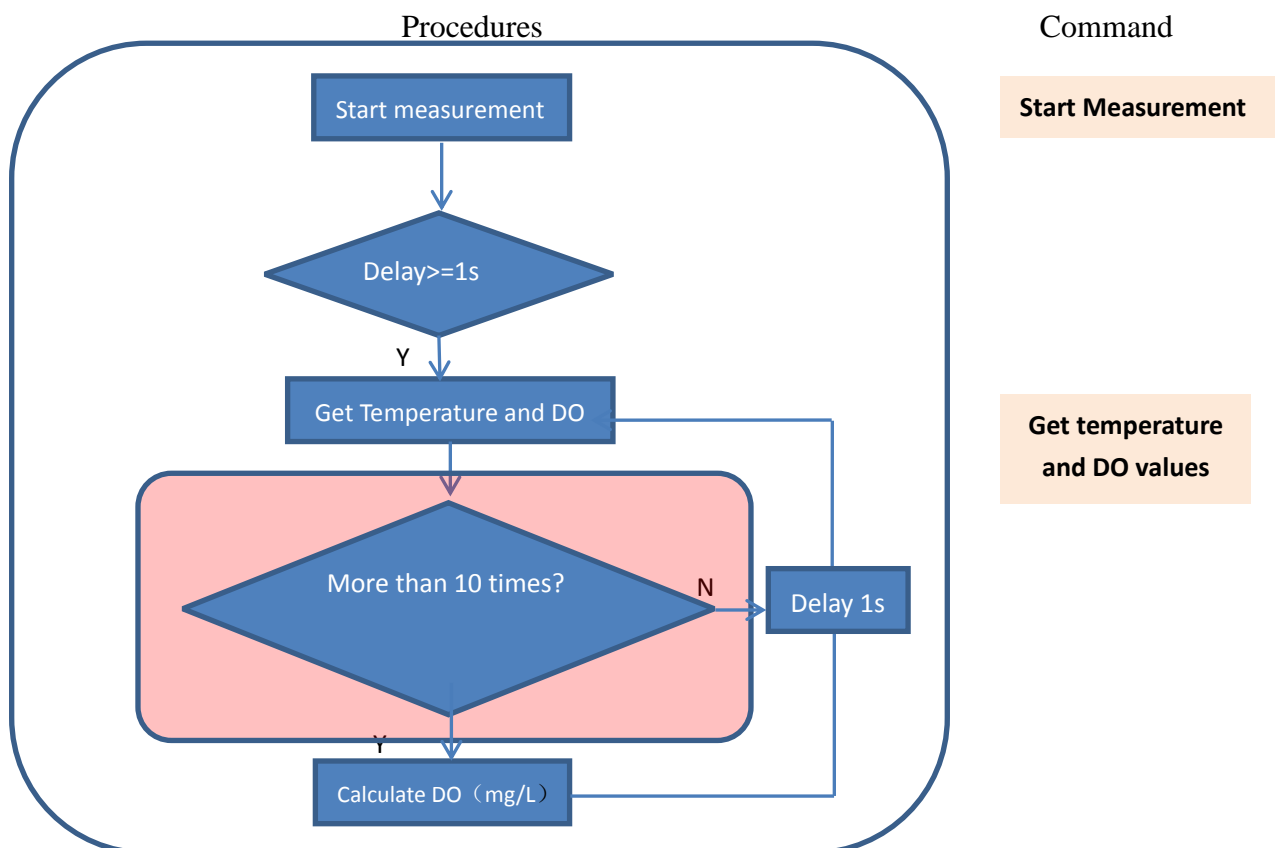 Procedures
Command
Start measurement
Start Measurement
Delay>=1s
Y
Get Temperature and DO
Get temperature
and DO values
More than 10 times?
N
Delay 1s
Y
Calculate DO（mg/L）